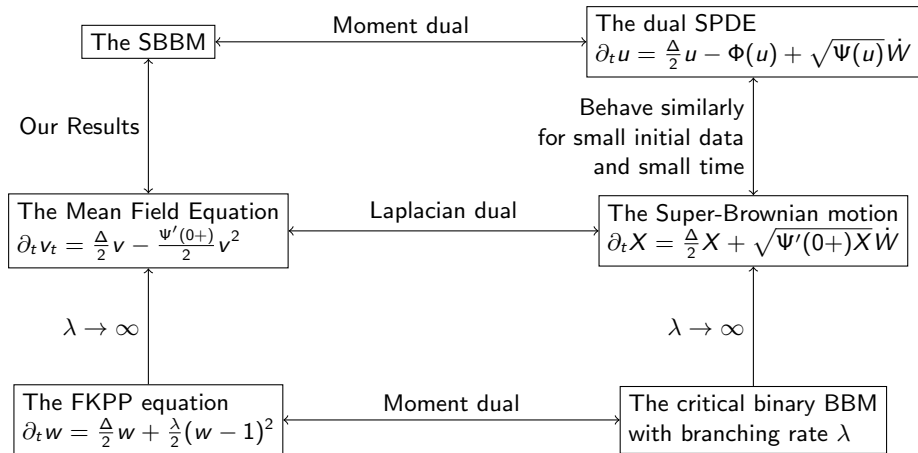 The SBBM
Moment dual
The dual SPDE
∂ₜu = Δ/2 u − Φ(u) + √Ψ(u)Ẇ
Our Results
Behave similarly
for small initial data
and small time
The Mean Field Equation
∂ₜvₜ = Δ/2 v − Ψ′(0+)/2 v²
Laplacian dual
The Super-Brownian motion
∂ₜX = Δ/2 X + √Ψ′(0+)XẆ
λ → ∞
λ → ∞
The FKPP equation
∂ₜw = Δ/2 w + λ/2 (w − 1)²
Moment dual
The critical binary BBM
with branching rate λ